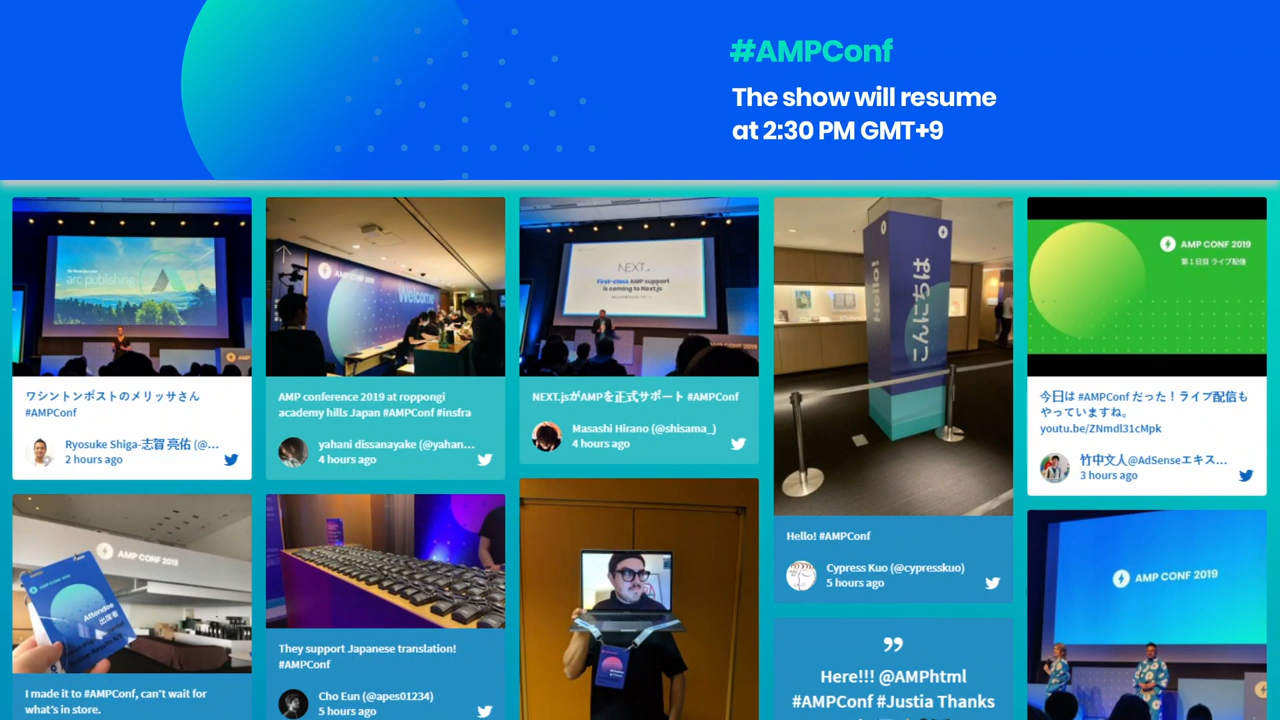 #AMPConf
The show will resume
at 2:30 PM GMT+9
arc publishing
ワシントンポストのメリッサさん
#AMPConf
Ryosuke Shiga-志賀 亮佑 (@...
2 hours ago
AMP CONF 2019
Attendee
出席者
I made it to #AMPConf, can't wait for
what's in store.
AMP CONF 2019
Welcome
AMP conference 2019 at roppongi
academy hills Japan #AMPConf #insfra
yahani dissanayake (@yahan...
4 hours ago
They support Japanese translation!
#AMPConf
Cho Eun (@apes01234)
5 hours ago
NEXT.js
First-class AMP support
is coming to Next.js
NEXT.jsがAMPを正式サポート #AMPConf
Masashi Hirano (@shisama_)
4 hours ago
Hello!
こんにちは
Hello! #AMPConf
Cypress Kuo (@cypresskuo)
5 hours ago
Here!!! @AMPhtml
#AMPConf #Justia Thanks
AMP CONF 2019
第1日目 ライブ配信
今日は #AMPConf だった！ライブ配信も
やっていますね。
youtu.be/ZNmdl31cMpk
竹中文人@AdSenseエキス...
3 hours ago
AMP CONF 2019